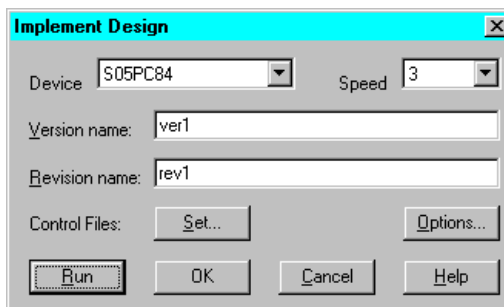 Implement Design
Device S05PC84 Speed 3
Version name: ver1
Revision name: rev1
Control Files: Set... Options...
Run OK Cancel Help